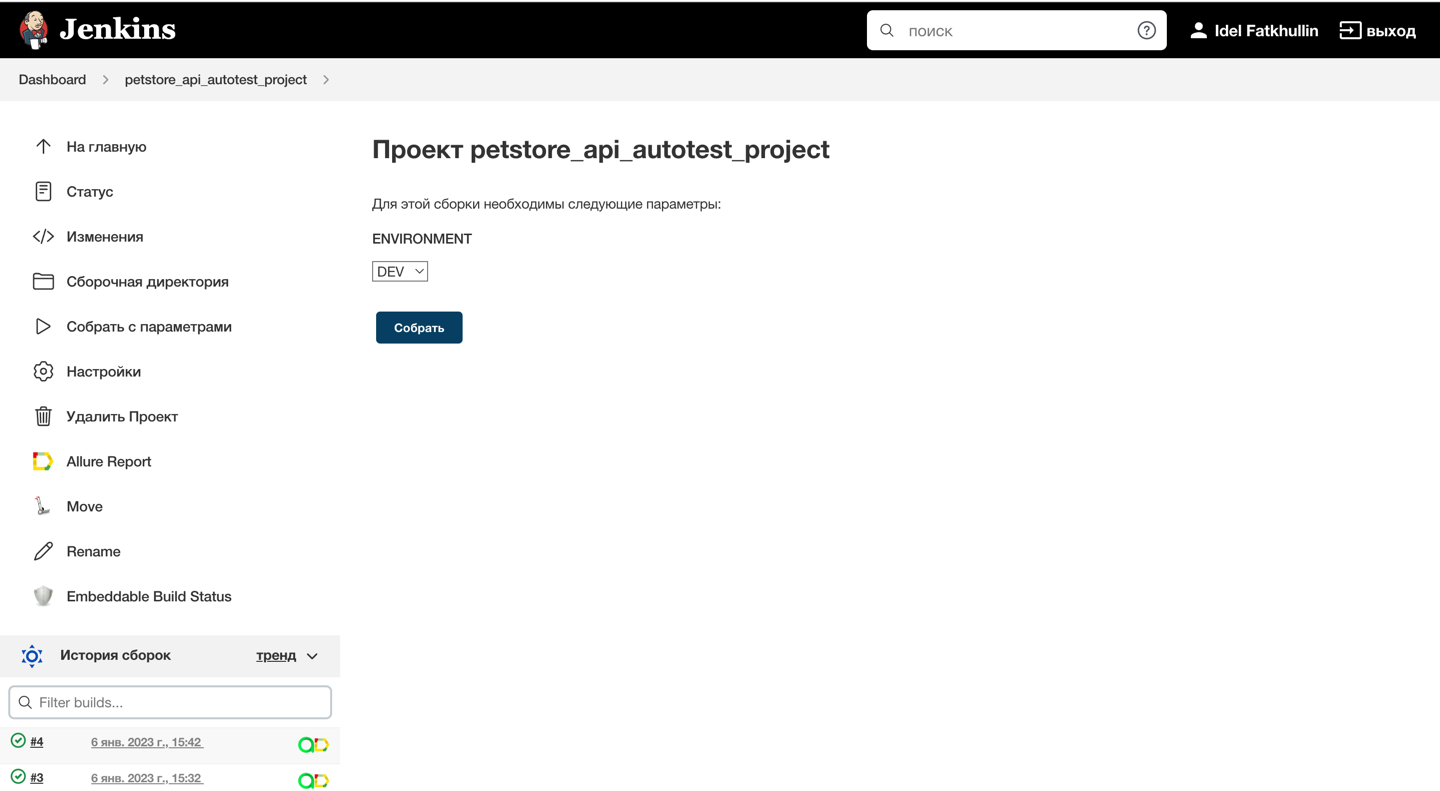 Jenkins
поиск
Idel Fatkhullin
выход
Dashboard
petstore_api_autotest_project
На главную
Статус
Изменения
Сборочная директория
Собрать с параметрами
Настройки
Удалить Проект
Allure Report
Move
Rename
Embeddable Build Status
История сборок
тренд
Filter builds...
#4 6 янв. 2023 г., 15:42
#3 6 янв. 2023 г., 15:32
Проект petstore_api_autotest_project
Для этой сборки необходимы следующие параметры:
ENVIRONMENT
DEV
Собрать